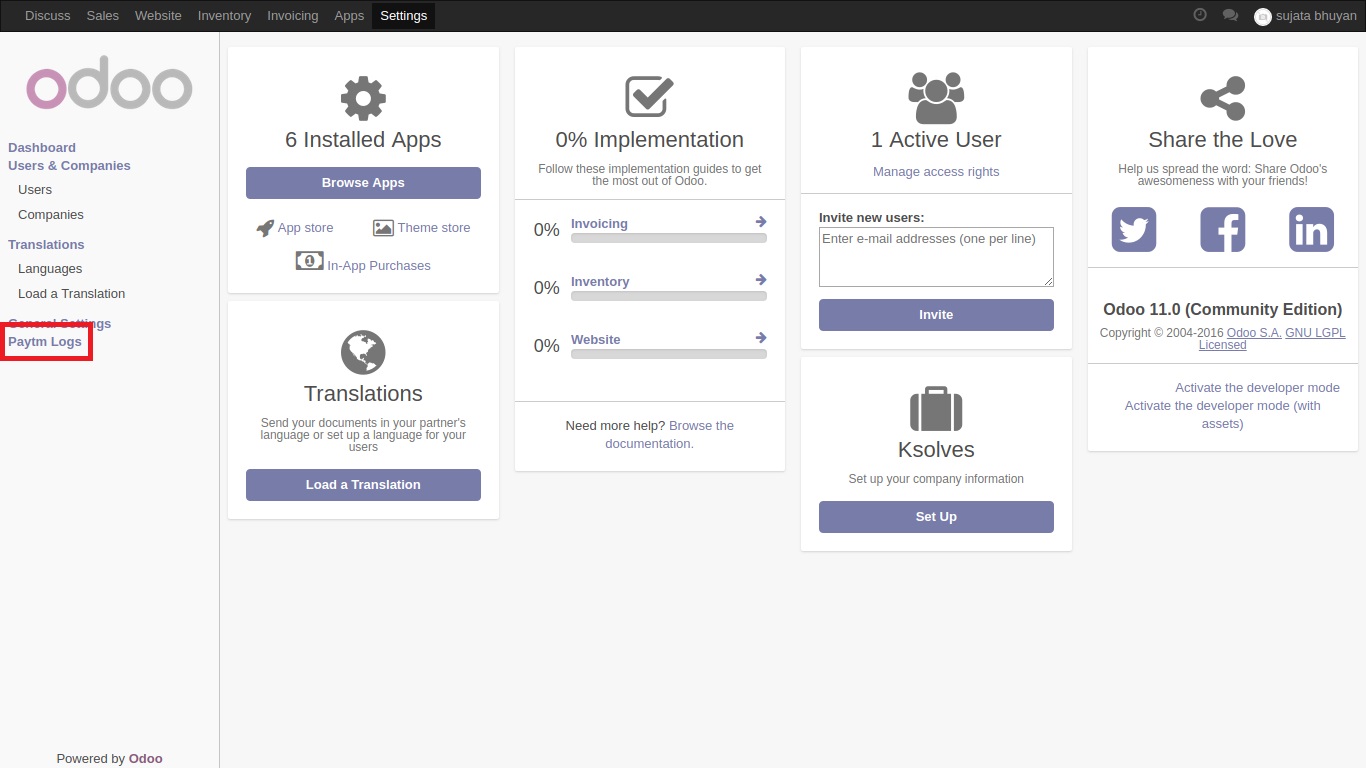 Discuss Sales Website Inventory Invoicing Apps Settings
sujata bhuyan
odoo
Dashboard
Users & Companies
Users
Companies
Translations
Languages
Load a Translation
General Settings
Paytm Logs
Powered by Odoo
6 Installed Apps
Browse Apps
App store
Theme store
1
In-App Purchases
Translations
Send your documents in your partner's
language or set up a language for your
users
Load a Translation
0% Implementation
Follow these implementation guides to get
the most out of Odoo.
0% Invoicing
0% Inventory
0% Website
Need more help? Browse the
documentation.
1 Active User
Manage access rights
Invite new users:
Enter e-mail addresses (one per line)
Invite
Ksolves
Set up your company information
Set Up
Share the Love
Help us spread the word: Share Odoo's
awesomeness with your friends!
Odoo 11.0 (Community Edition)
Copyright © 2004-2016 Odoo S.A. GNU LGPL
Licensed
Activate the developer mode
Activate the developer mode (with
assets)